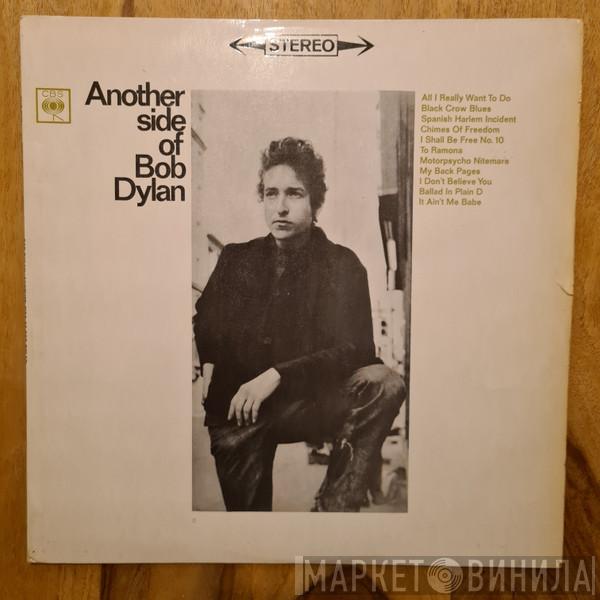 STEREO
CBS
Another
side
of
Bob
Dylan
All I Really Want To Do
Black Crow Blues
Spanish Harlem Incident
Chimes Of Freedom
I Shall Be Free No. 10
To Ramona
Motorpsycho Nitemare
My Back Pages
I Don't Believe You
Ballad In Plain D
It Ain't Me Babe
МАРКЕТ ВИНИЛА